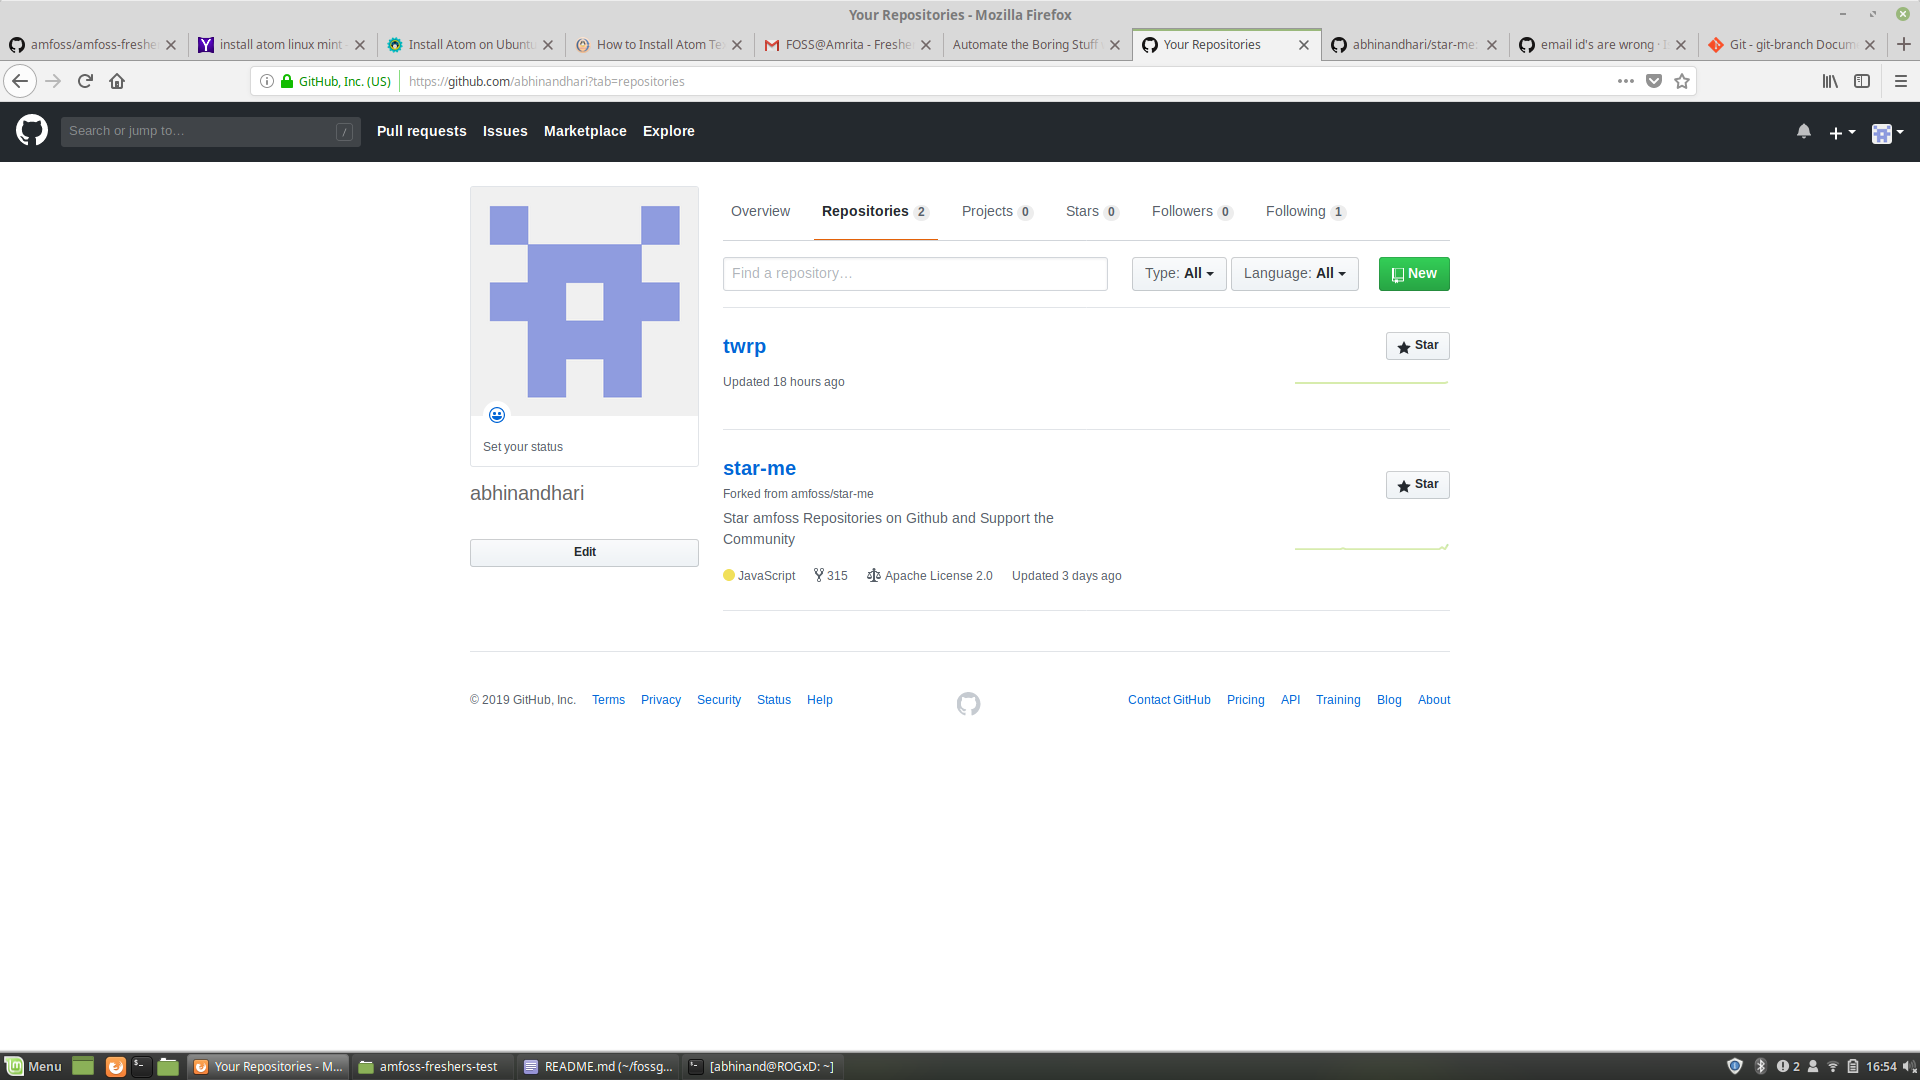 Your Repositories - Mozilla Firefox
amfoss/amfoss-freshe
install atom linux mint
Install Atom on Ubuntu
How to Install Atom Te
FOSS@Amrita - Freshe
Automate the Boring Stuff
Your Repositories
abhinandhari/star-me:
email id's are wrong ·
Git - git-branch Docum
GitHub, Inc. (US)
https://github.com/abhinandhari?tab=repositories
Search or jump to…
/
Pull requests
Issues
Marketplace
Explore
Overview
Repositories 2
Projects 0
Stars 0
Followers 0
Following 1
Find a repository…
Type: All
Language: All
New
twrp
Star
Updated 18 hours ago
Set your status
star-me
Star
Forked from amfoss/star-me
abhinandhari
Star amfoss Repositories on Github and Support the
Community
Edit
JavaScript
315
Apache License 2.0
Updated 3 days ago
© 2019 GitHub, Inc.
Terms
Privacy
Security
Status
Help
Contact GitHub
Pricing
API
Training
Blog
About
Menu
Your Repositories - M...
amfoss-freshers-test
README.md (~/fossg...
[abhinand@ROGxD: ~]
2
16:54